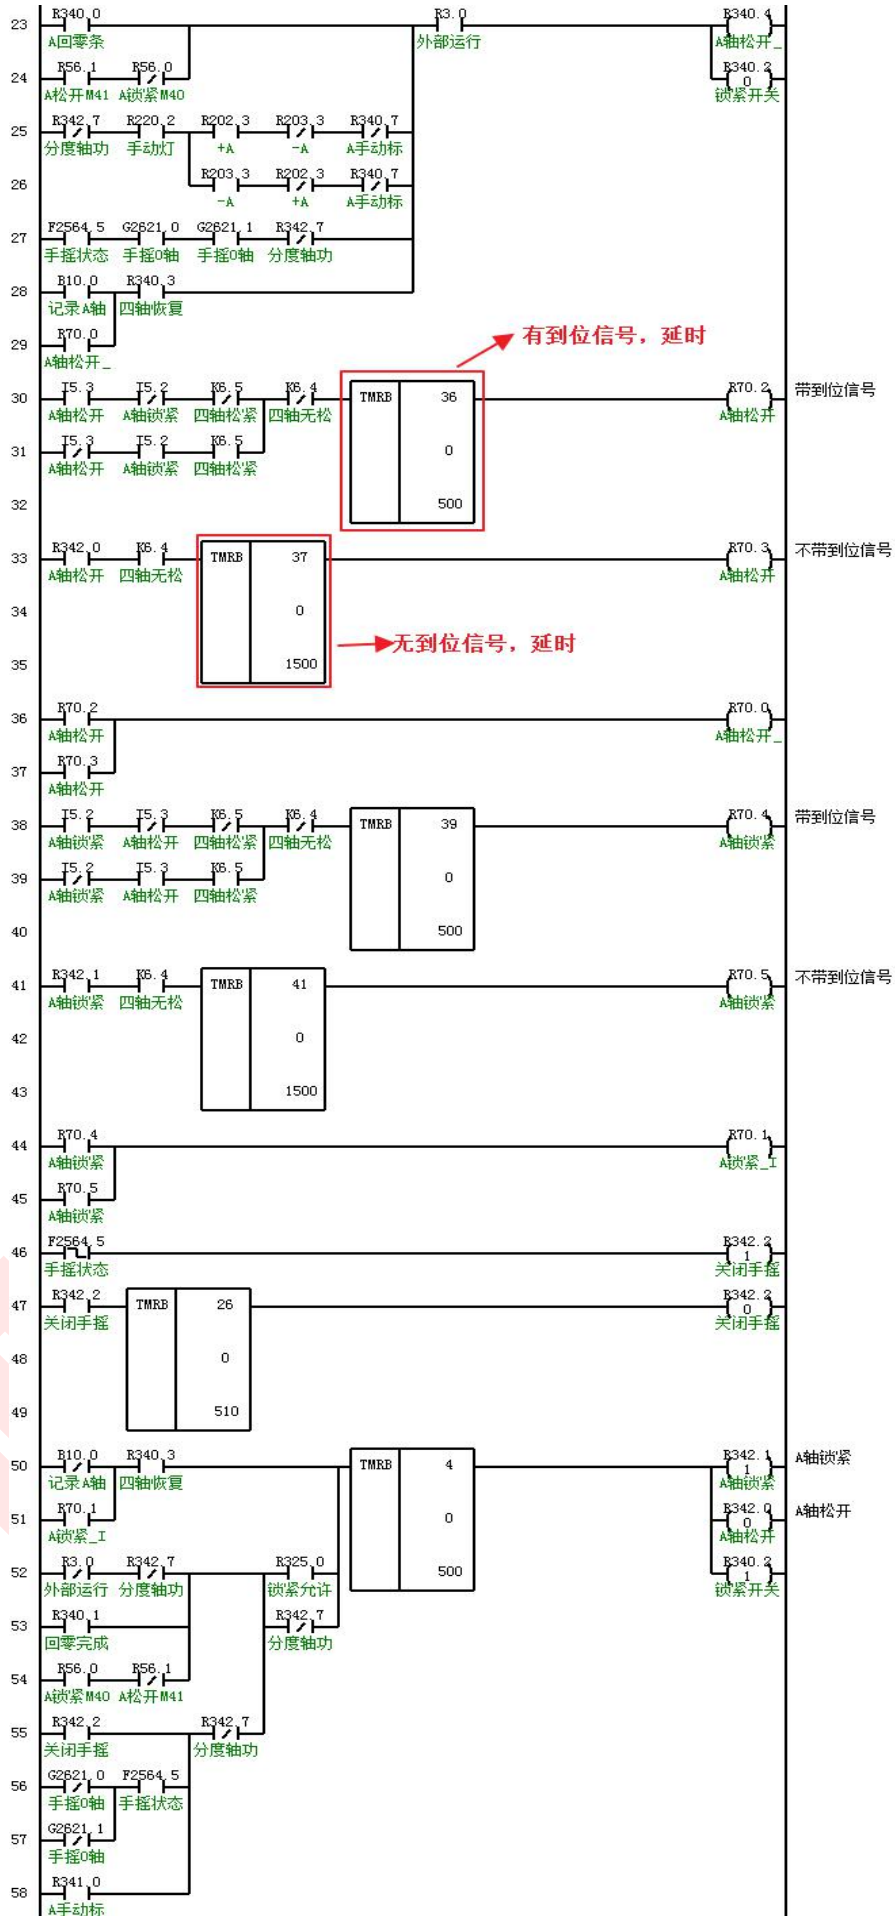 R340.0 R3.0 R340.4
23
A回零条 外部运行 A轴松开_
R56.1 R56.0 R340.2
24 0
A松开M41 A锁紧M40 锁紧开关
R342.7 R220.2 R202.3 R203.3 R340.7
25
分度轴功 手动灯 +A -A A手动标
R203.3 R202.3 R340.7
26
-A +A A手动标
F2564.5 G2621.0 G2621.1 R342.7
27
手摇状态 手摇0轴 手摇0轴 分度轴功
B10.0 R340.3
28
记录A轴 四轴恢复
R70.0
29
A轴松开_
有到位信号，延时
I5.3 I5.2 K6.5 K6.4 R70.2
30 TMRB 36 带到位信号
A轴松开 A轴锁紧 四轴松紧 四轴无松 A轴松开
I5.3 I5.2 K6.5
31 0
A轴松开 A轴锁紧 四轴松紧
32 500
R342.0 K6.4 R70.3
33 TMRB 37 不带到位信号
A轴松开 四轴无松 A轴松开
34 0
无到位信号，延时
35 1500
R70.2 R70.0
36
A轴松开 A轴松开_
R70.3
37
A轴松开
I5.2 I5.3 K6.5 K6.4 R70.4
38 TMRB 39 带到位信号
A轴锁紧 A轴松开 四轴松紧 四轴无松 A轴锁紧
I5.2 I5.3 K6.5
39 0
A轴锁紧 A轴松开 四轴松紧
40 500
R342.1 K6.4 R70.5
41 TMRB 41 不带到位信号
A轴锁紧 四轴无松 A轴锁紧
42 0
43 1500
R70.4 R70.1
44
A轴锁紧 A锁紧_I
R70.5
45
A轴锁紧
F2564.5 R342.2
46 1
手摇状态 关闭手摇
R342.2 R342.2
47 TMRB 26 0
关闭手摇 关闭手摇
48 0
49 510
B10.0 R340.3 R342.1
50 TMRB 4 1 A轴锁紧
记录A轴 四轴恢复 A轴锁紧
R70.1 R342.0
51 0 0 A轴松开
A锁紧_I A轴松开
R3.0 R342.7 R325.0 R340.2
52 500 1
外部运行 分度轴功 锁紧允许 锁紧开关
R340.1 R342.7
53
回零完成 分度轴功
R56.0 R56.1
54
A锁紧M40 A松开M41
R342.2 R342.7
55
关闭手摇 分度轴功
G2621.0 F2564.5
56
手摇0轴 手摇状态
G2621.1
57
手摇0轴
R341.0
58
A手动标